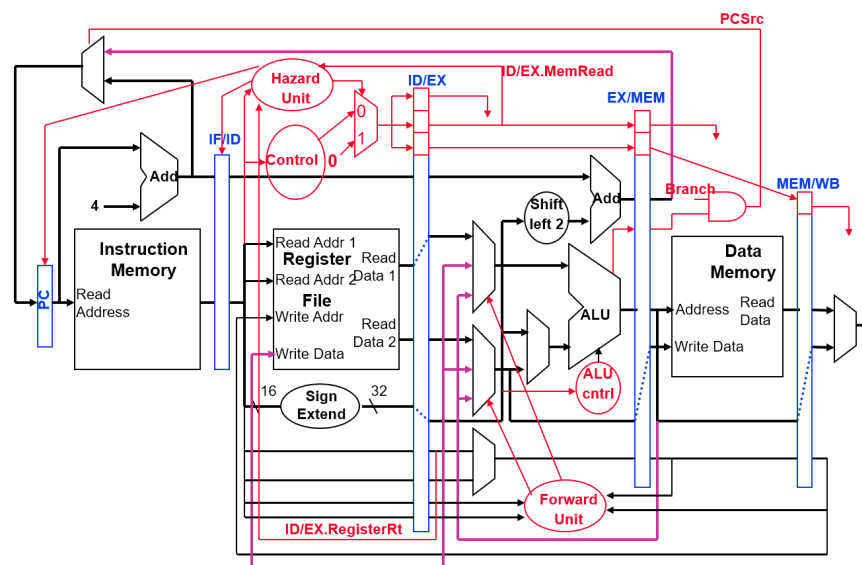 PCSrc
Hazard
Unit
ID/EX
ID/EX.MemRead
EX/MEM
0
1
IF/ID
Control
0
Add
4
Branch
MEM/WB
Shift
left 2
Add
Instruction
Memory
Read
Address
PC
Read Addr 1
Register
Read
Data 1
Read Addr 2
File
Write Addr
Read
Data 2
Write Data
ALU
Data
Memory
Address
Read
Data
Write Data
ALU
cntrl
16
Sign
Extend
32
Forward
Unit
ID/EX.RegisterRt